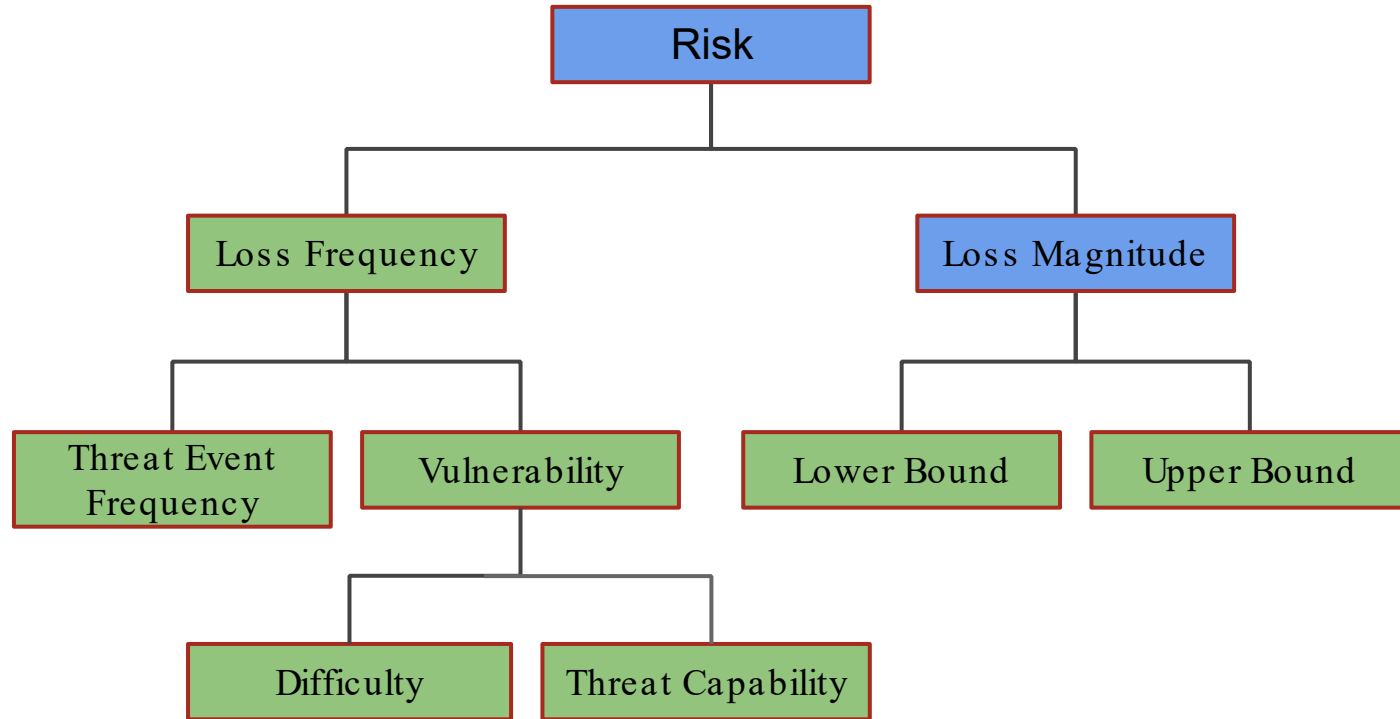 Risk
Loss Frequency
Loss Magnitude
Threat Event
Frequency
Vulnerability
Lower Bound
Upper Bound
Difficulty
Threat Capability